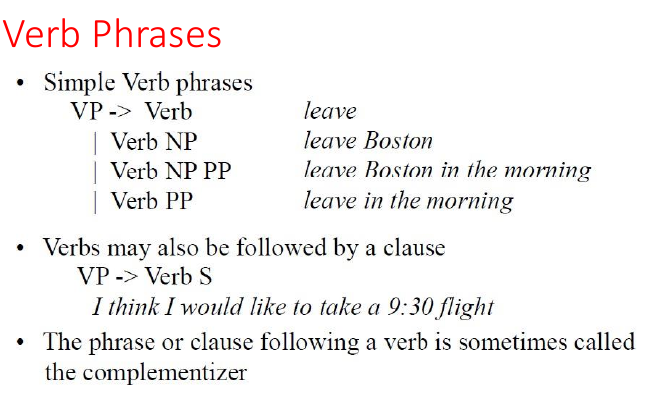 Verb Phrases
• Simple Verb phrases
VP -> Verb leave
| Verb NP leave Boston
| Verb NP PP leave Boston in the morning
| Verb PP leave in the morning
• Verbs may also be followed by a clause
VP -> Verb S
I think I would like to take a 9:30 flight
• The phrase or clause following a verb is sometimes called
the complementizer